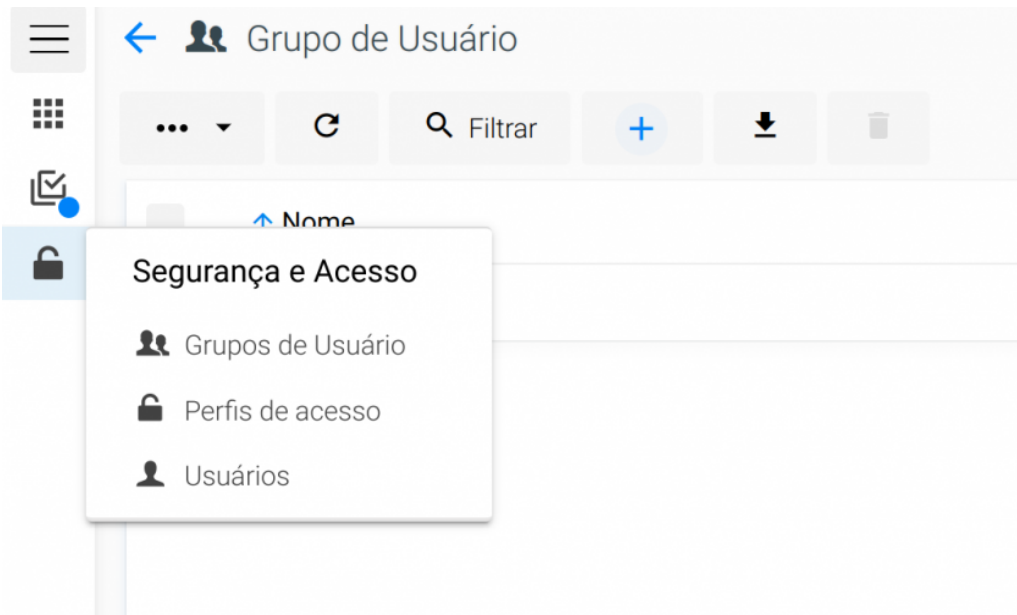 Grupo de Usuário
Filtrar
Nome
Segurança e Acesso
Grupos de Usuário
Perfis de acesso
Usuários